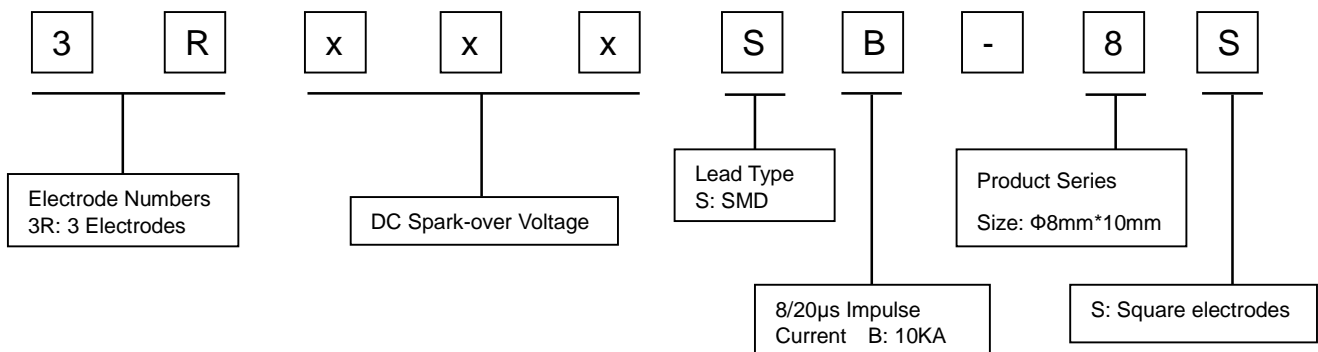 3 R x x x S B - 8 S
Electrode Numbers
3R: 3 Electrodes
DC Spark-over Voltage
Lead Type
S: SMD
Product Series
Size: Φ8mm*10mm
8/20μs Impulse
Current B: 10KA
S: Square electrodes